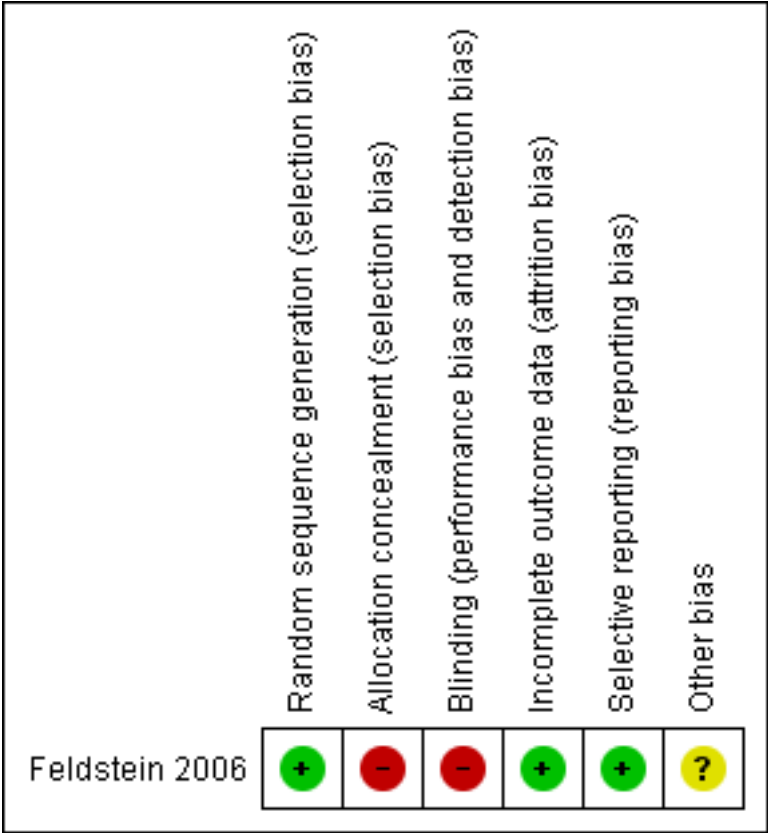 Random sequence generation (selection bias)
Allocation concealment (selection bias)
Blinding (performance bias and detection bias)
Incomplete outcome data (attrition bias)
Selective reporting (reporting bias)
Other bias
Feldstein 2006 + - - + + ?